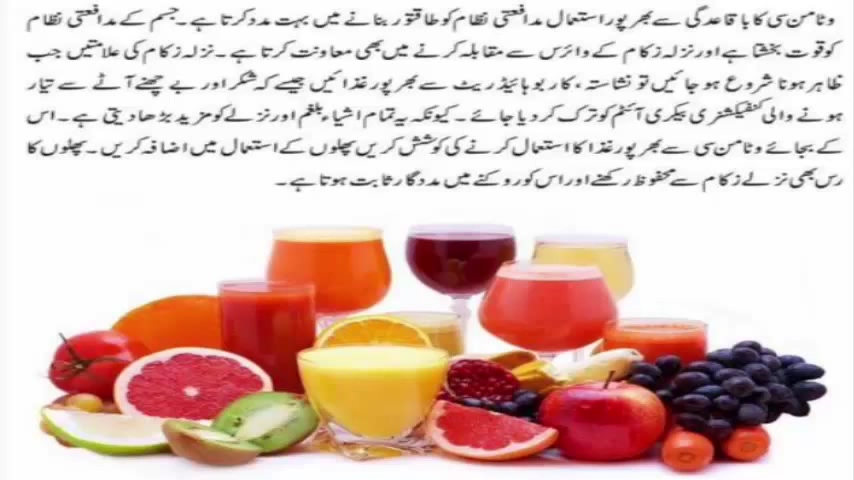 وٹامن سی کا باقاعدگی سے بھرپور استعمال مدافعتی نظام کو طاقتور بنانے میں بہت مدد کرتا ہے۔ جسم کے مدافعتی نظام
کو قوت بخشتا ہے اور نزلہ زکام کے وائرس سے مقابلہ کرنے میں بھی معاونت کرتا ہے۔ نزلہ زکام کی علامتیں جب
ظاہر ہونا شروع ہو جائیں تو نشاستہ، کاربوہائیڈریٹ سے بھرپور غذائیں جیسے کہ شکر اور بے چھنے آٹے سے تیار
ہونے والی کنفیکشنری بیکری آئٹم کو ترک کر دیا جائے۔ کیونکہ یہ تمام اشیاء بلغم اور نزلے کو مزید بڑھا دیتی ہے۔ اس
کے بجائے وٹامن سی سے بھرپور غذا کا استعمال کرنے کی کوشش کریں پھلوں کے استعمال میں اضافہ کریں۔ پھلوں کا
رس بھی نزلے زکام سے محفوظ رکھنے اور اس کو روکنے میں مددگار ثابت ہوتا ہے۔